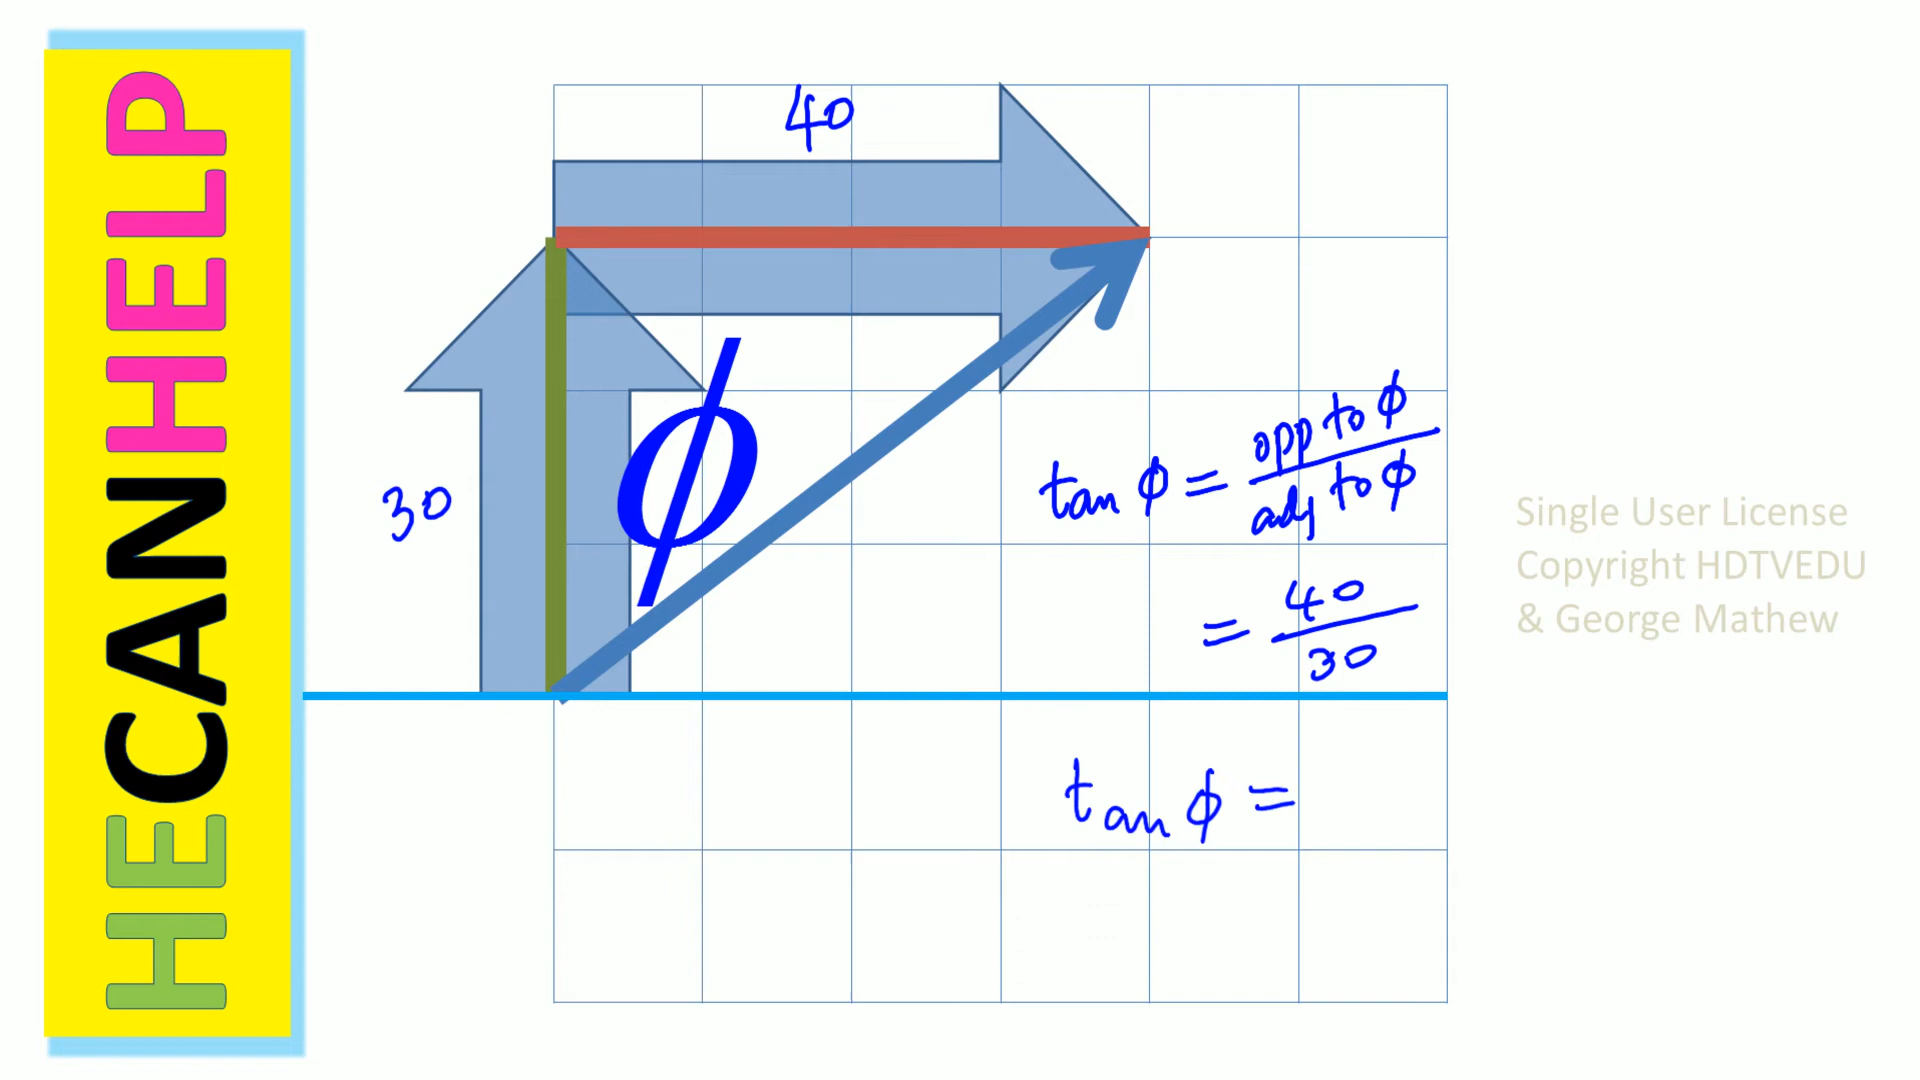 HECANHELP
40
30
ϕ
tan ϕ = opp to ϕ / adj to ϕ
= 40 / 30
tan ϕ =
Single User License
Copyright HDTVEDU
& George Mathew